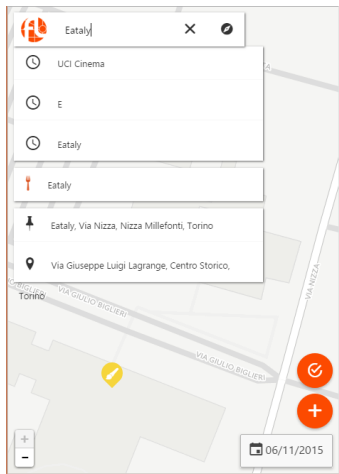 Eataly
UCI Cinema
E
Eataly
Eataly
Eataly, Via Nizza, Nizza Millefonti, Torino
Via Giuseppe Luigi Lagrange, Centro Storico,
Torino
VIA GIULIO BIGLIERI
VIA NIZZA
VIA GIULIO BIGLIERI
+
-
+
06/11/2015